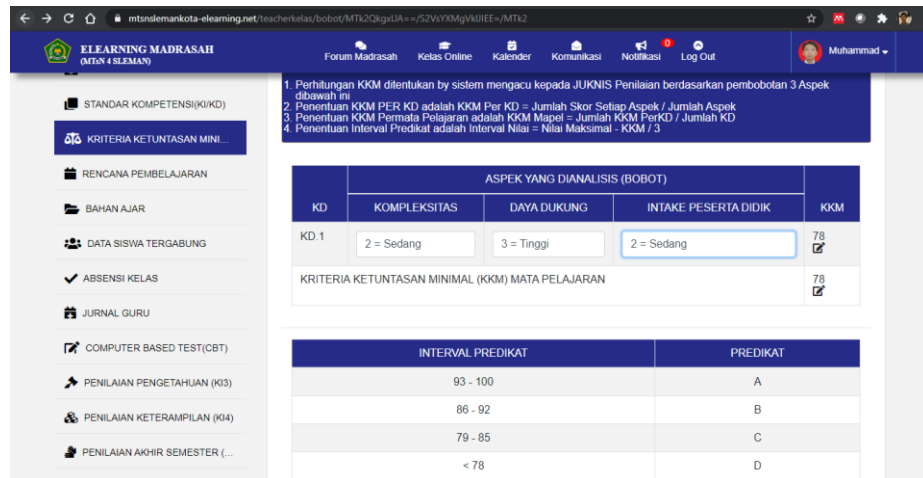 mtsnslemankota-elearning.net/teacherkelas/bobot/MTk2QkgxUA==/S2VsYXMgVkIJIEE=/MTk2
ELEARNING MADRASAH
(MTsN 4 SLEMAN)
Forum Madrasah
Kelas Online
Kalender
Komunikasi
Notifikasi
0
Log Out
Muhammad
STANDAR KOMPETENSI(KI/KD)
KRITERIA KETUNTASAN MINI...
RENCANA PEMBELAJARAN
BAHAN AJAR
DATA SISWA TERGABUNG
ABSENSI KELAS
JURNAL GURU
COMPUTER BASED TEST(CBT)
PENILAIAN PENGETAHUAN (KI3)
PENILAIAN KETERAMPILAN (KI4)
PENILAIAN AKHIR SEMESTER (...
1. Perhitungan KKM ditentukan by sistem mengacu kepada JUKNIS Penilaian berdasarkan pembobotan 3 Aspek
dibawah ini
2. Penentuan KKM PER KD adalah KKM Per KD = Jumlah Skor Setiap Aspek / Jumlah Aspek
3. Penentuan KKM Permata Pelajaran adalah KKM Mapel = Jumlah KKM PerKD / Jumlah KD
4. Penentuan Interval Predikat adalah Interval Nilai = Nilai Maksimal - KKM / 3
ASPEK YANG DIANALISIS (BOBOT)
KD KOMPLEKSITAS DAYA DUKUNG INTAKE PESERTA DIDIK KKM
KD.1 2 = Sedang 3 = Tinggi 2 = Sedang 78
KRITERIA KETUNTASAN MINIMAL (KKM) MATA PELAJARAN 78
INTERVAL PREDIKAT PREDIKAT
93 - 100 A
86 - 92 B
79 - 85 C
< 78 D